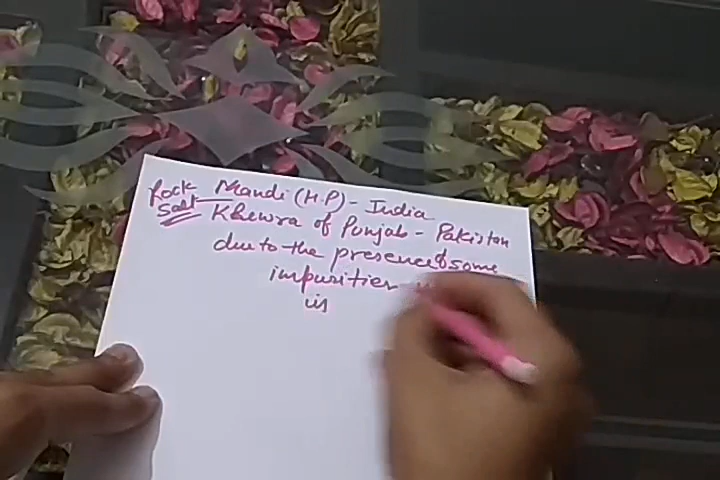 Rock Salt Mandi (H.P) - India
Khewra of Punjab - Pakistan
due to the presence of some
impurities
is